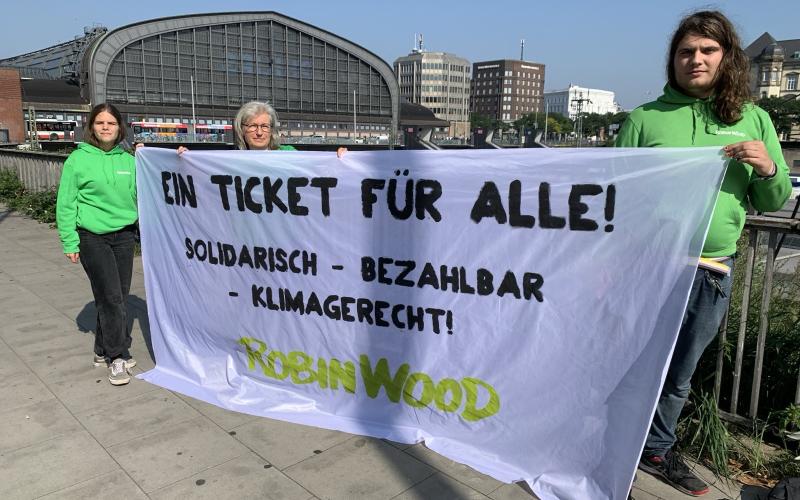 EIN TICKET FÜR ALLE!
SOLIDARISCH - BEZAHLBAR
- KLIMAGERECHT!
ROBIN WOOD